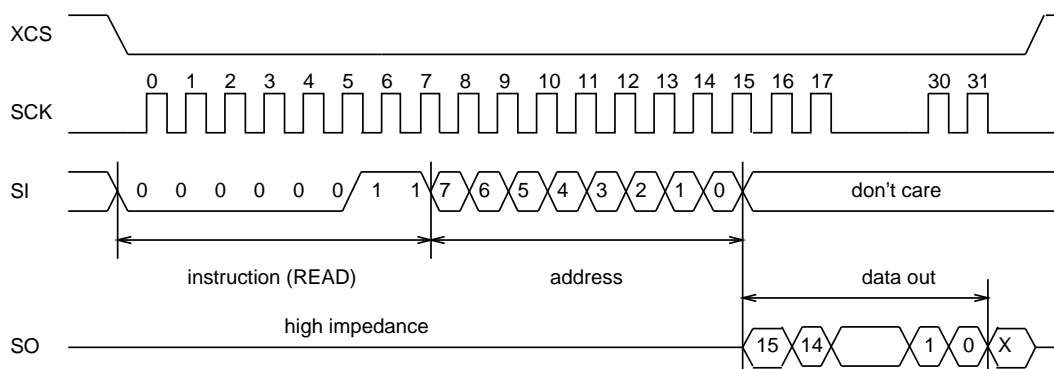 XCS
0 1 2 3 4 5 6 7 8 9 10 11 12 13 14 15 16 17 30 31
SCK
SI 0 0 0 0 0 0 1 1 7 6 5 4 3 2 1 0 don't care
instruction (READ) address data out
high impedance
SO 15 14 1 0 X